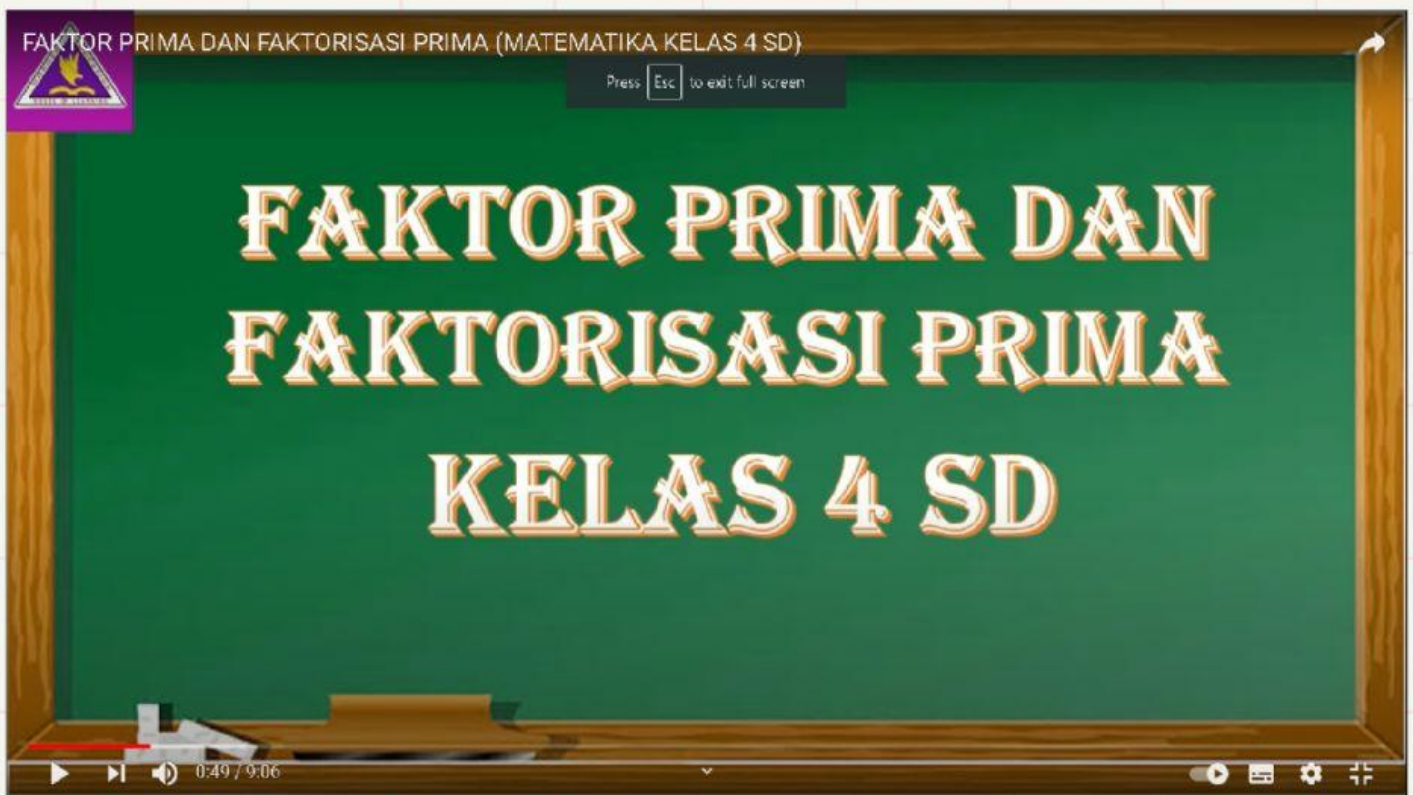 FAKTOR PRIMA DAN FAKTORISASI PRIMA (MATEMATIKA KELAS 4 SD)
Press Esc to exit full screen
FAKTOR PRIMA DAN
FAKTORISASI PRIMA
KELAS 4 SD
0:49 / 9:06